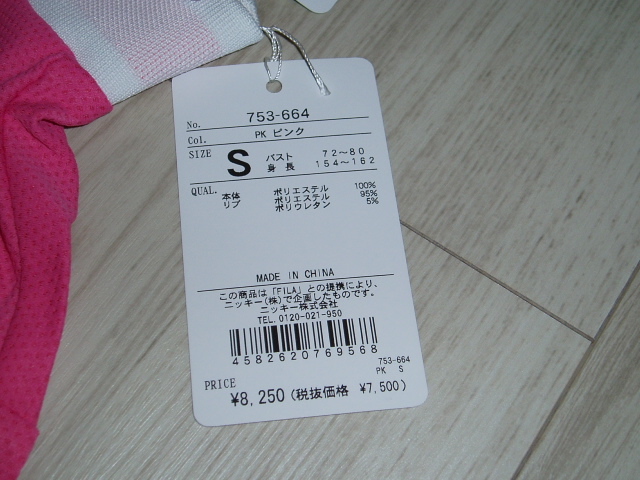 No. 753-664
Col. PK ピンク
SIZE S バスト 72～80
身長 154～162
QUAL. 本体 ポリエステル 100%
リブ ポリエステル 95%
ポリウレタン 5%
MADE IN CHINA
この商品は「FILA」との提携により、
ニッキー(株)で企画したものです。
ニッキー株式会社
TEL. 0120-021-950
4582620769568
753-664
PK S
PRICE
¥8,250 (税抜価格 ¥7,500)